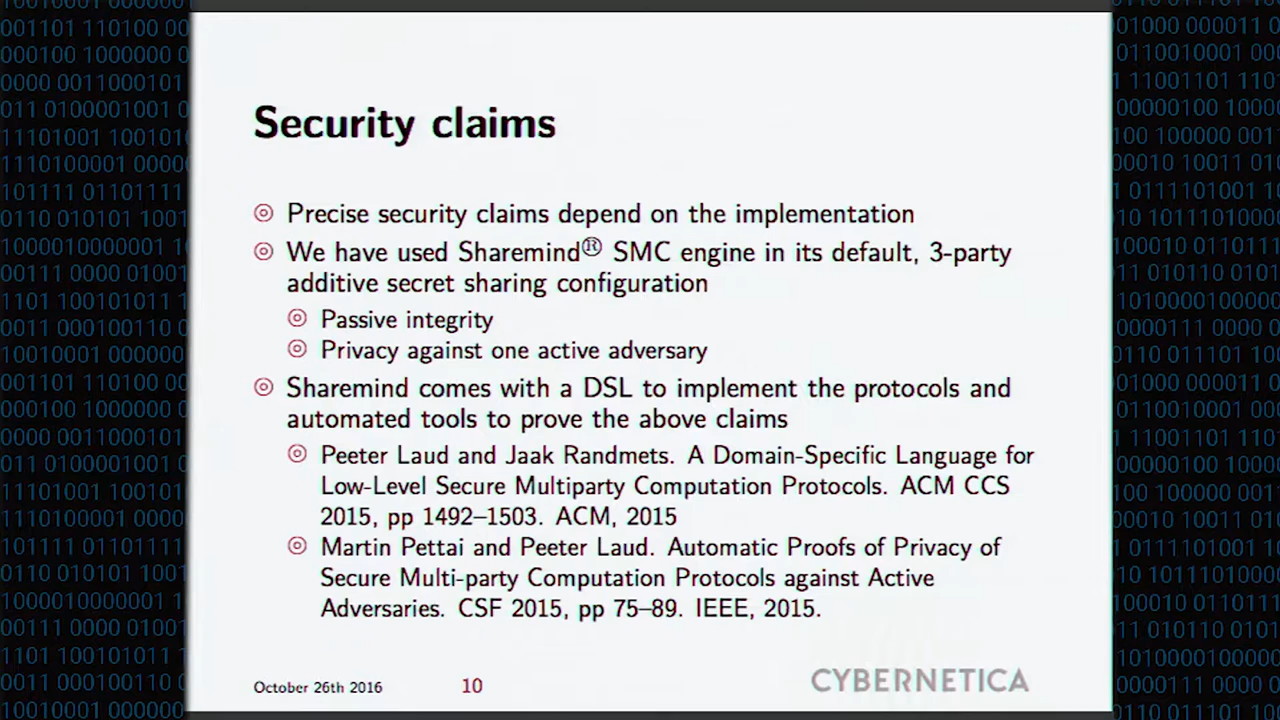 Security claims
Precise security claims depend on the implementation
We have used Sharemind® SMC engine in its default, 3-party
additive secret sharing configuration
Passive integrity
Privacy against one active adversary
Sharemind comes with a DSL to implement the protocols and
automated tools to prove the above claims
Peeter Laud and Jaak Randmets. A Domain-Specific Language for
Low-Level Secure Multiparty Computation Protocols. ACM CCS
2015, pp 1492–1503. ACM, 2015
Martin Pettai and Peeter Laud. Automatic Proofs of Privacy of
Secure Multi-party Computation Protocols against Active
Adversaries. CSF 2015, pp 75–89. IEEE, 2015.
October 26th 2016 10 CYBERNETICA